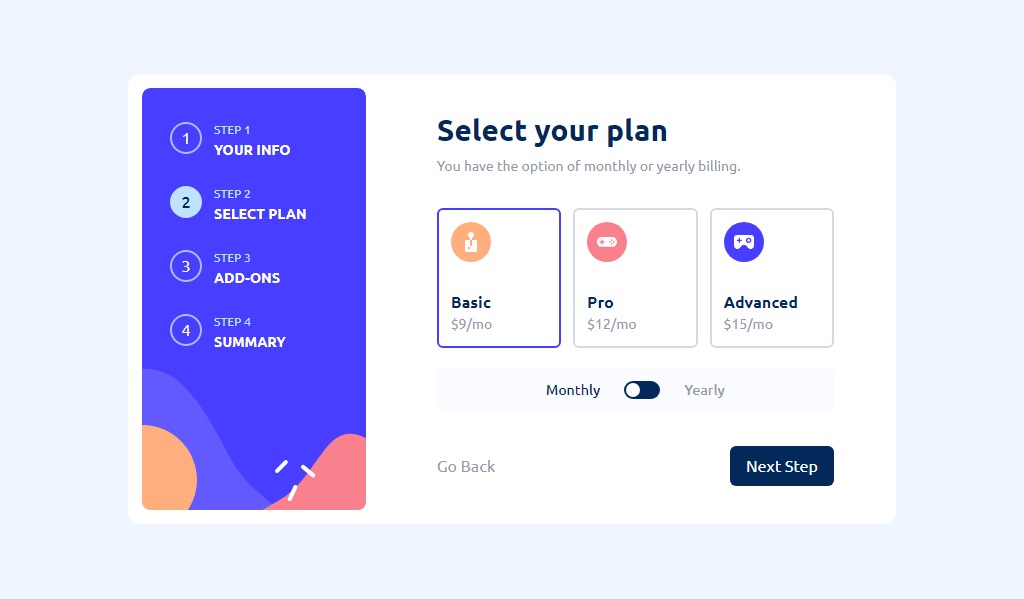 1
STEP 1
YOUR INFO
2
STEP 2
SELECT PLAN
3
STEP 3
ADD-ONS
4
STEP 4
SUMMARY
Select your plan
You have the option of monthly or yearly billing.
Basic
$9/mo
Pro
$12/mo
Advanced
$15/mo
Monthly Yearly
Go Back
Next Step